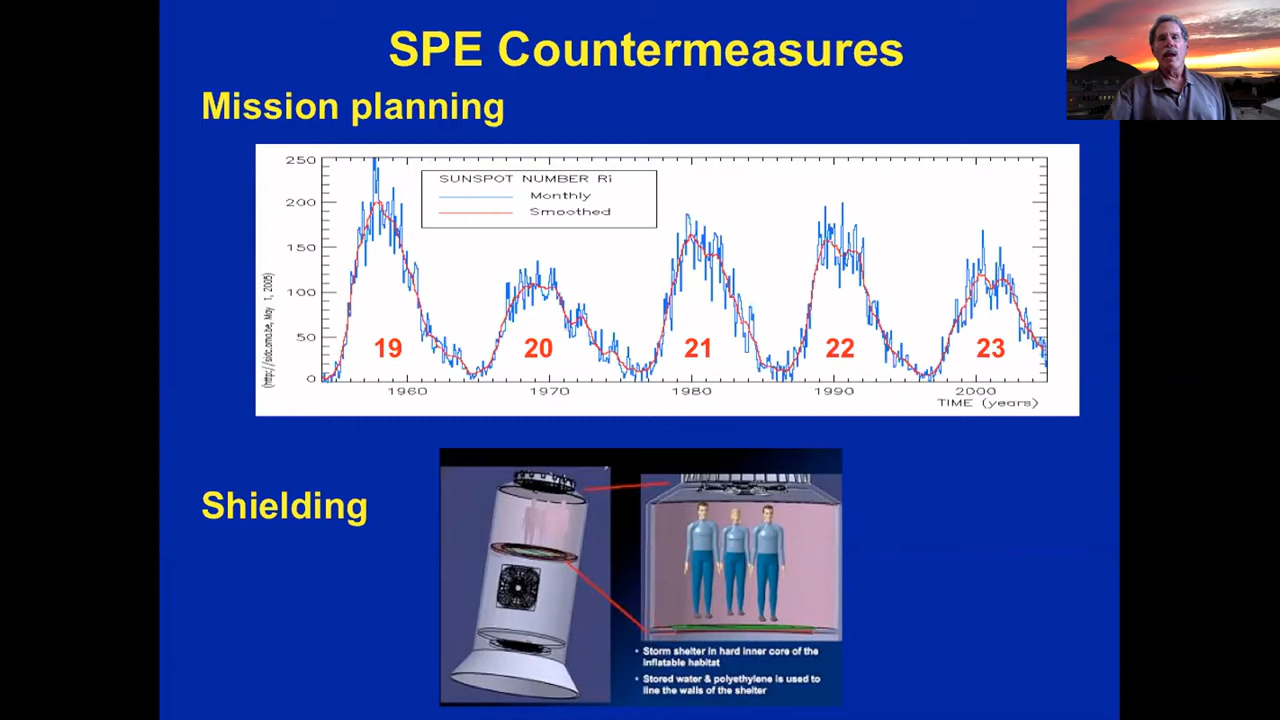 SPE Countermeasures
Mission planning
250
200
150
100
50
0
SUNSPOT NUMBER Ri
Monthly
Smoothed
(http://sidc.oma.be, May 1, 2005)
19
20
21
22
23
1960
1970
1980
1990
2000
TIME (years)
Shielding
• Storm shelter in hard inner core of the
inflatable habitat
• Stored water & polyethylene is used to
line the walls of the shelter